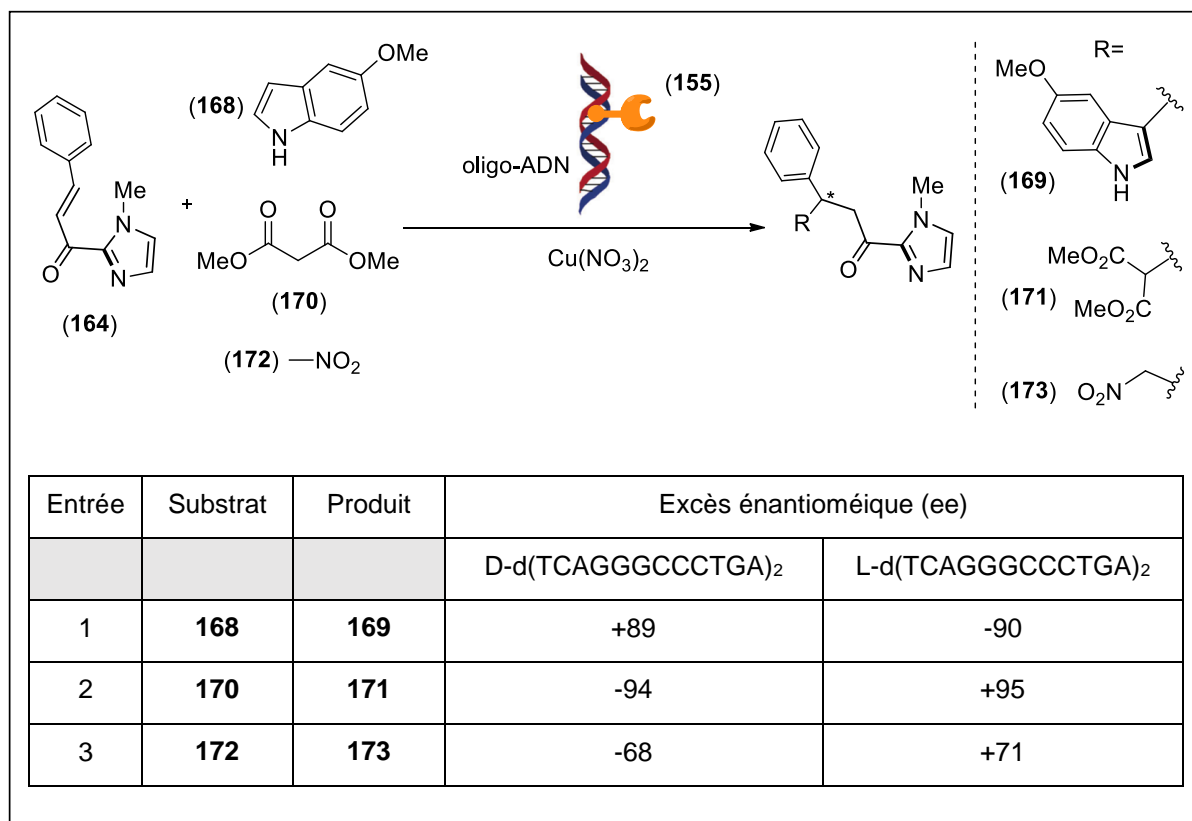 OMe
(168)
N
H
oligo-ADN
(155)
+
O O
MeO OMe
(170)
(172) —NO2
Me
N
O
N
(164)
Cu(NO3)2
*
R
Me
N
O
N
R=
MeO
N
H
(169)
MeO2C
MeO2C
(171)
(173) O2N
Entrée Substrat Produit Excès énantioméique (ee)
D-d(TCAGGGCCCTGA)2 L-d(TCAGGGCCCTGA)2
1 168 169 +89 -90
2 170 171 -94 +95
3 172 173 -68 +71